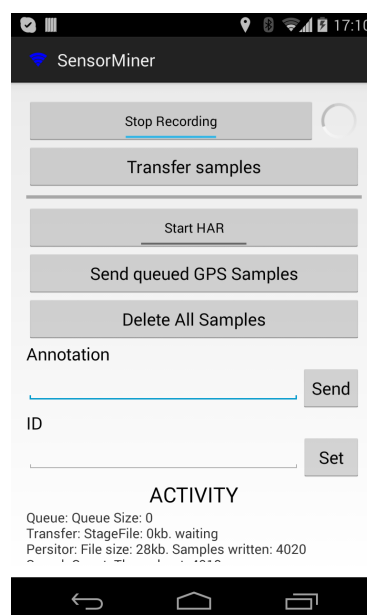 17:10
SensorMiner
Stop Recording
Transfer samples
Start HAR
Send queued GPS Samples
Delete All Samples
Annotation
Send
ID
Set
ACTIVITY
Queue: Queue Size: 0
Transfer: StageFile: 0kb. waiting
Persitor: File size: 28kb. Samples written: 4020